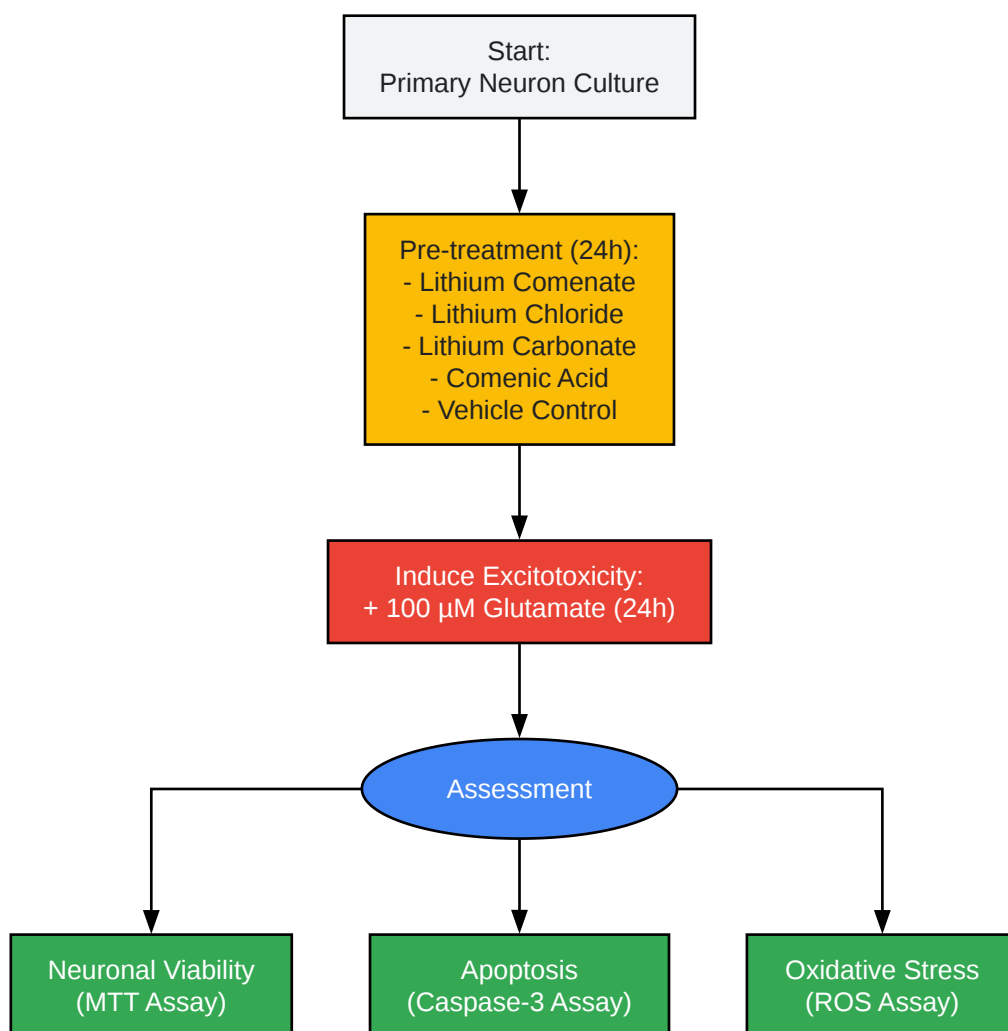 Start:
Primary Neuron Culture
Pre-treatment (24h):
- Lithium Comenate
- Lithium Chloride
- Lithium Carbonate
- Comenic Acid
- Vehicle Control
Induce Excitotoxicity:
+ 100 µM Glutamate (24h)
Assessment
Neuronal Viability
(MTT Assay)
Apoptosis
(Caspase-3 Assay)
Oxidative Stress
(ROS Assay)